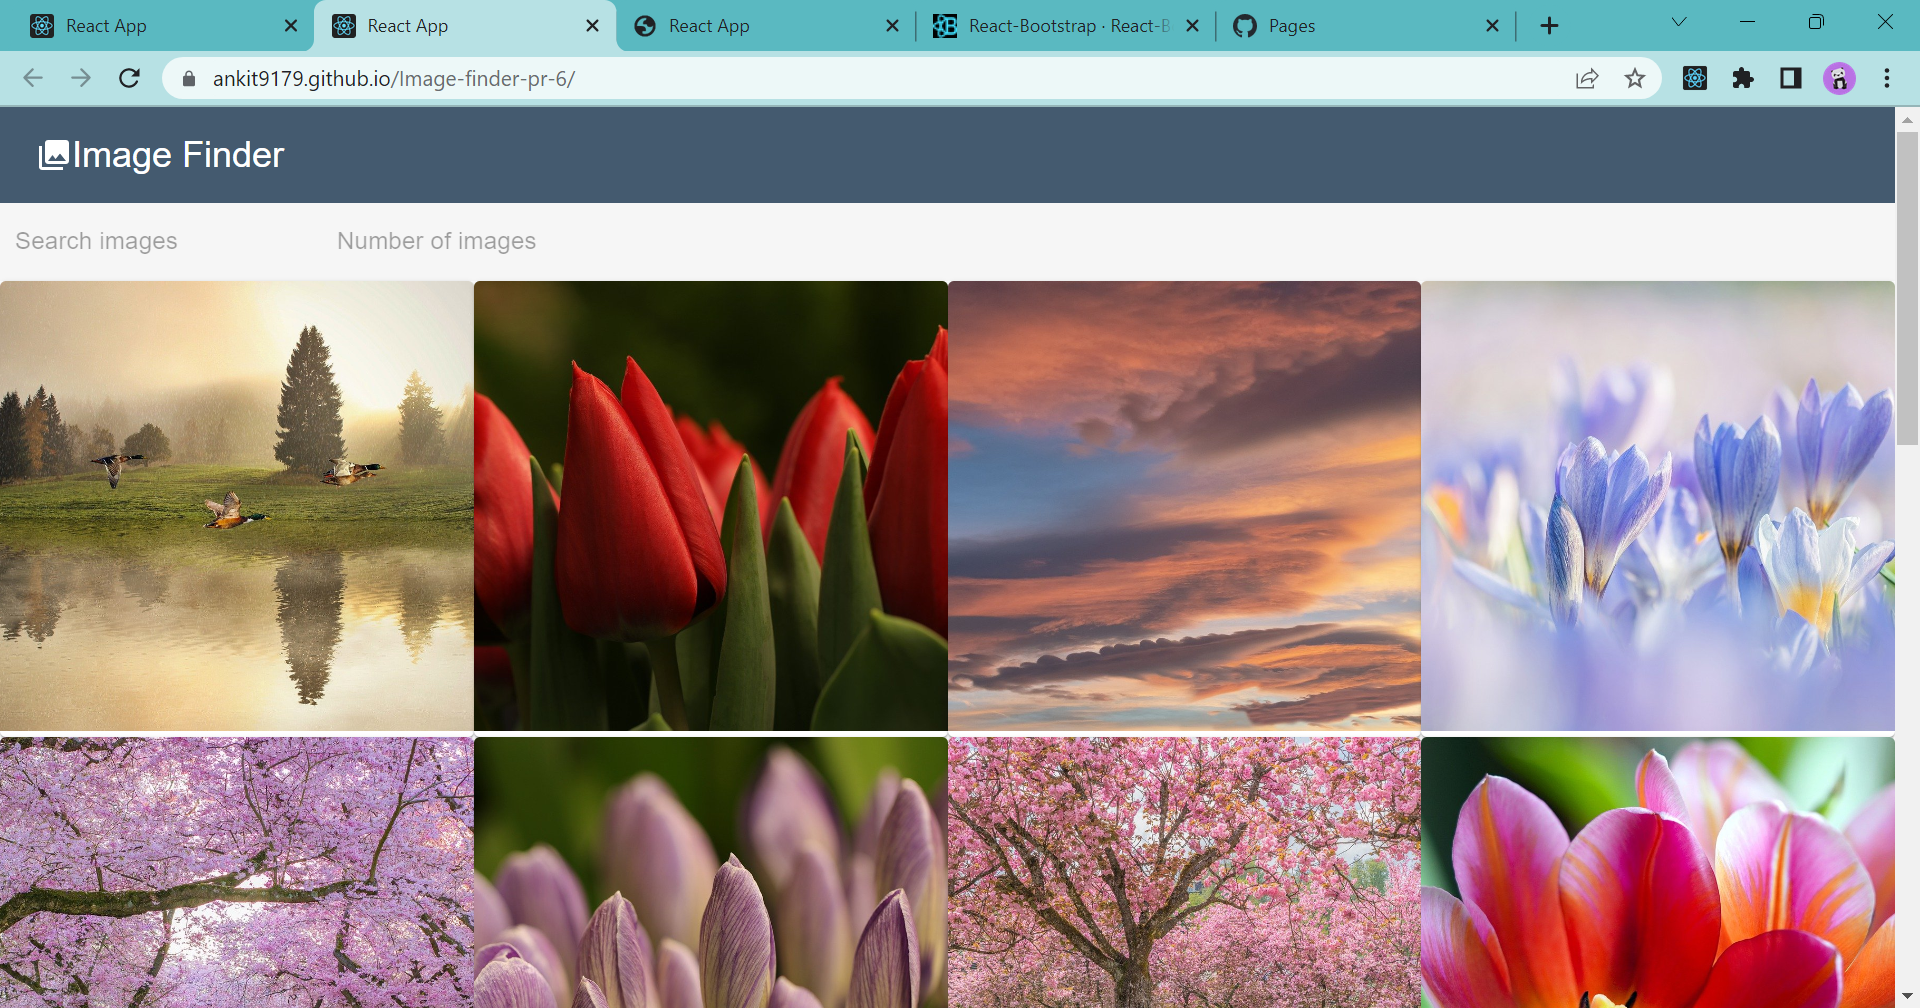 React App
React App
React App
React-Bootstrap · React-B
Pages
ankit9179.github.io/Image-finder-pr-6/
Image Finder
Search images
Number of images